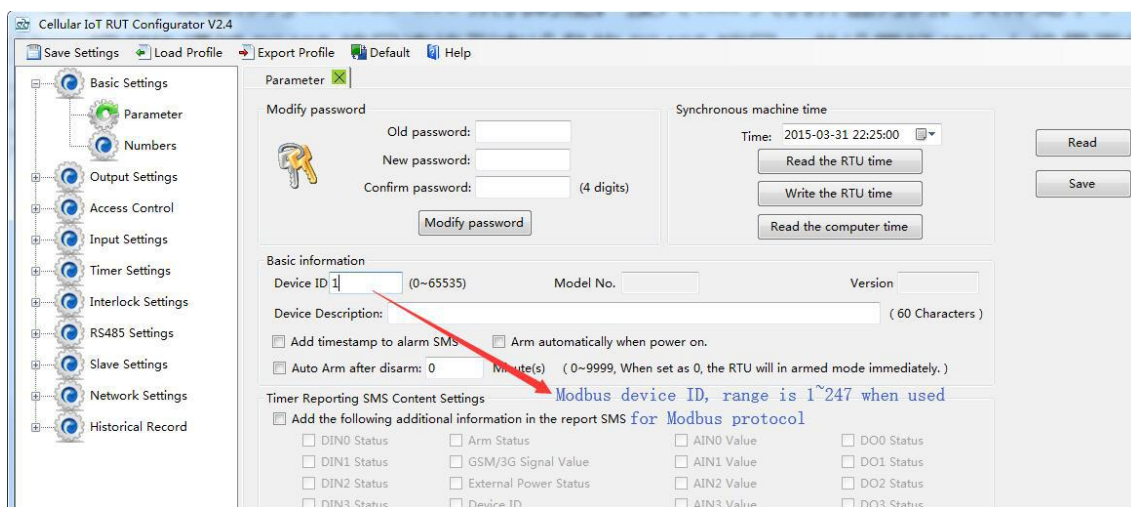 Cellular IoT RUT Configurator V2.4
Save Settings Load Profile Export Profile Default Help
Basic Settings
Parameter
Numbers
Output Settings
Access Control
Input Settings
Timer Settings
Interlock Settings
RS485 Settings
Slave Settings
Network Settings
Historical Record
Parameter
Modify password
Old password:
New password:
Confirm password: (4 digits)
Modify password
Synchronous machine time
Time: 2015-03-31 22:25:00
Read the RTU time
Write the RTU time
Read the computer time
Read
Save
Basic information
Device ID 1 (0~65535) Model No. Version
Device Description: ( 60 Characters )
Add timestamp to alarm SMS Arm automatically when power on.
Auto Arm after disarm: 0 Minute(s) ( 0~9999, When set as 0, the RTU will in armed mode immediately. )
Modbus device ID, range is 1~247 when used
for Modbus protocol
Timer Reporting SMS Content Settings
Add the following additional information in the report SMS
DIN0 Status Arm Status AIN0 Value DO0 Status
DIN1 Status GSM/3G Signal Value AIN1 Value DO1 Status
DIN2 Status External Power Status AIN2 Value DO2 Status
DIN3 Status Device ID AIN3 Value DO3 Status